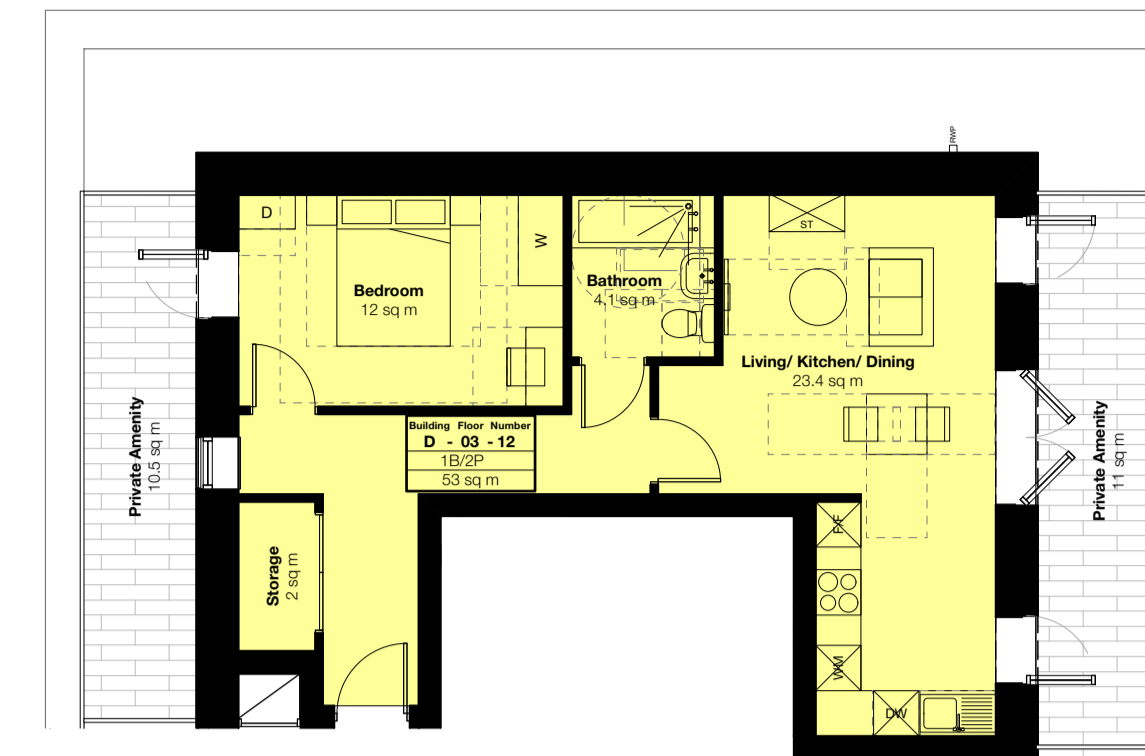 RWP
D
W
ST
Bedroom
12 sq m
Bathroom
4.1 sq m
Living/ Kitchen/ Dining
23.4 sq m
Building Floor Number
D - 03 - 12
1B/2P
53 sq m
Private Amenity
10.5 sq m
Private Amenity
11 sq m
Storage
2 sq m
F/F
WM
DW